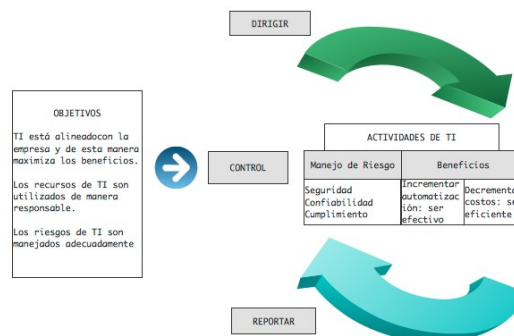 DIRIGIR
OBJETIVOS
TI está alineadocon la
empresa y de esta manera
maximiza los beneficios.
Los recursos de TI son
utilizados de manera
responsable.
Los riesgos de TI son
manejados adecuadamente
CONTROL
ACTIVIDADES DE TI
Manejo de Riesgo
Beneficios
Seguridad
Confiabilidad
Cumplimiento
Incrementar
automatizac
ión: ser
efectivo
Decrementa
costos: se
eficiente
REPORTAR